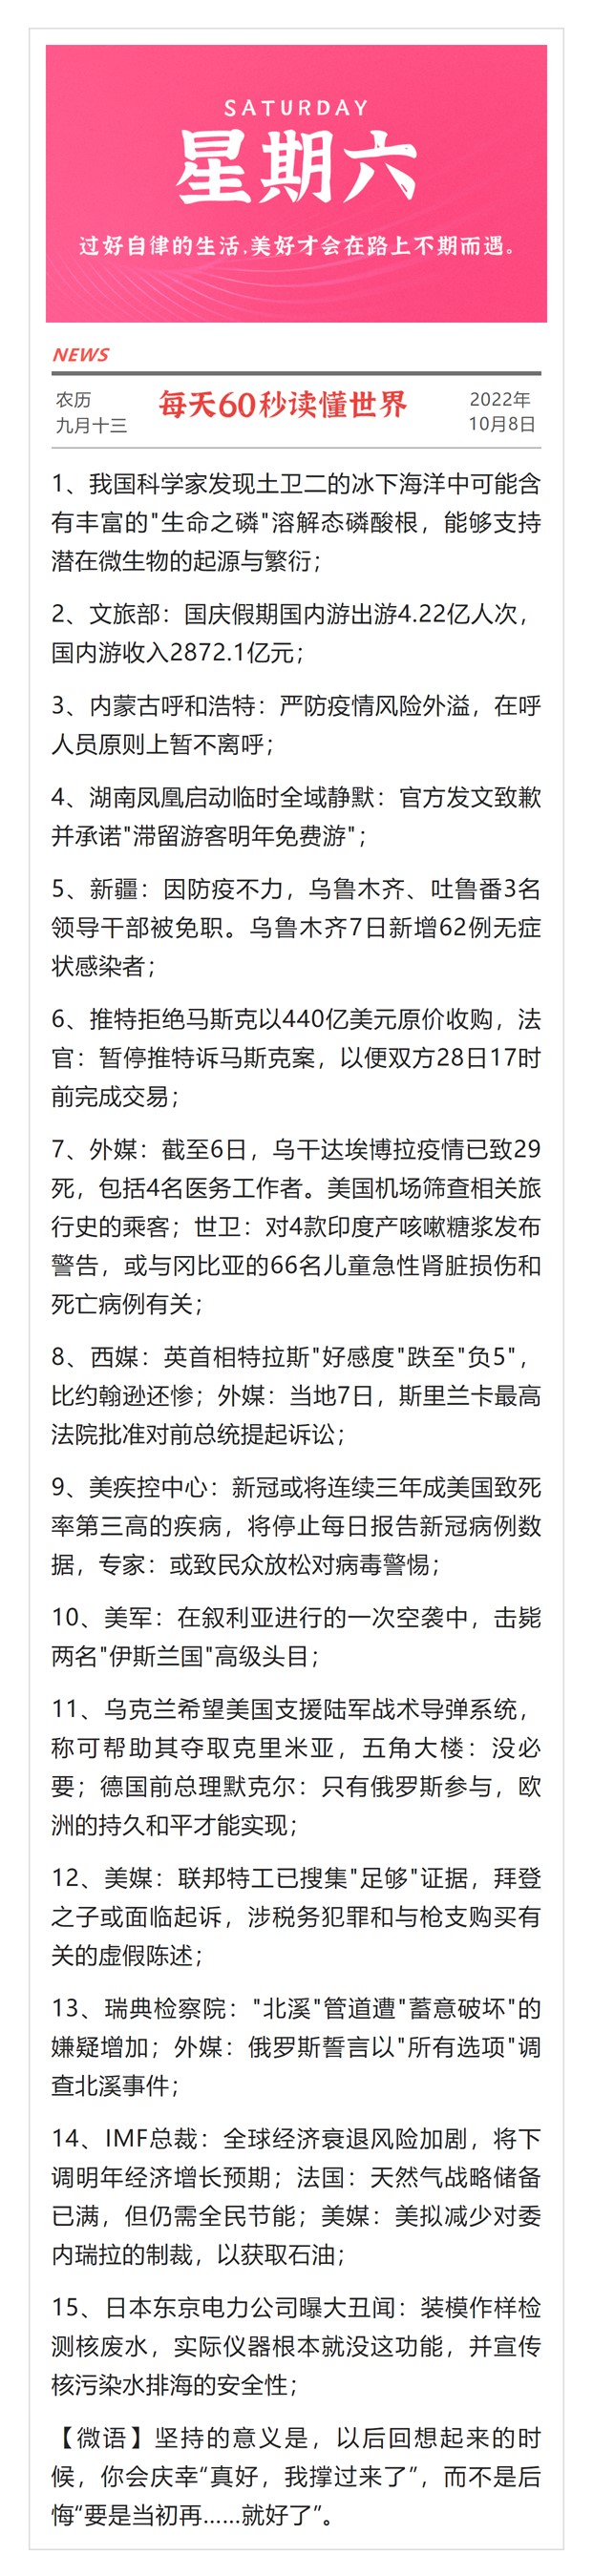 SATURDAY
星期六
过好自律的生活,美好才会在路上不期而遇。
NEWS
农历
九月十三
每天60秒读懂世界
2022年
10月8日
1、我国科学家发现土卫二的冰下海洋中可能含
有丰富的"生命之磷"溶解态磷酸根，能够支持
潜在微生物的起源与繁衍；
2、文旅部：国庆假期国内游出游4.22亿人次，
国内游收入2872.1亿元；
3、内蒙古呼和浩特：严防疫情风险外溢，在呼
人员原则上暂不离呼；
4、湖南凤凰启动临时全域静默：官方发文致歉
并承诺"滞留游客明年免费游"；
5、新疆：因防疫不力，乌鲁木齐、吐鲁番3名
领导干部被免职。乌鲁木齐7日新增62例无症
状感染者；
6、推特拒绝马斯克以440亿美元原价收购，法
官：暂停推特诉马斯克案，以便双方28日17时
前完成交易；
7、外媒：截至6日，乌干达埃博拉疫情已致29
死，包括4名医务工作者。美国机场筛查相关旅
行史的乘客；世卫：对4款印度产咳嗽糖浆发布
警告，或与冈比亚的66名儿童急性肾脏损伤和
死亡病例有关；
8、西媒：英首相特拉斯"好感度"跌至"负5"，
比约翰逊还惨；外媒：当地7日，斯里兰卡最高
法院批准对前总统提起诉讼；
9、美疾控中心：新冠或将连续三年成美国致死
率第三高的疾病，将停止每日报告新冠病例数
据，专家：或致民众放松对病毒警惕；
10、美军：在叙利亚进行的一次空袭中，击毙
两名"伊斯兰国"高级头目；
11、乌克兰希望美国支援陆军战术导弹系统，
称可帮助其夺取克里米亚，五角大楼：没必
要；德国前总理默克尔：只有俄罗斯参与，欧
洲的持久和平才能实现；
12、美媒：联邦特工已搜集"足够"证据，拜登
之子或面临起诉，涉税务犯罪和与枪支购买有
关的虚假陈述；
13、瑞典检察院："北溪"管道遭"蓄意破坏"的
嫌疑增加；外媒：俄罗斯誓言以"所有选项"调
查北溪事件；
14、IMF总裁：全球经济衰退风险加剧，将下
调明年经济增长预期；法国：天然气战略储备
已满，但仍需全民节能；美媒：美拟减少对委
内瑞拉的制裁，以获取石油；
15、日本东京电力公司曝大丑闻：装模作样检
测核废水，实际仪器根本就没这功能，并宣传
核污染水排海的安全性；
【微语】坚持的意义是，以后回想起来的时
候，你会庆幸“真好，我撑过来了”，而不是后
悔“要是当初再……就好了”。